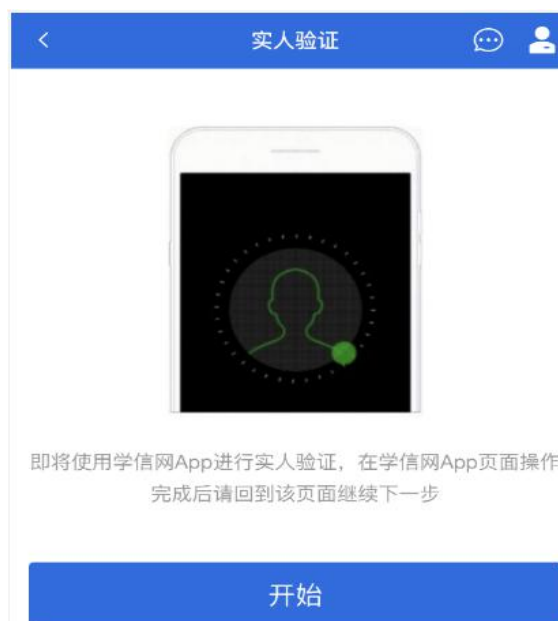 实人验证
即将使用学信网App进行实人验证，在学信网App页面操作
完成后请回到该页面继续下一步
开始